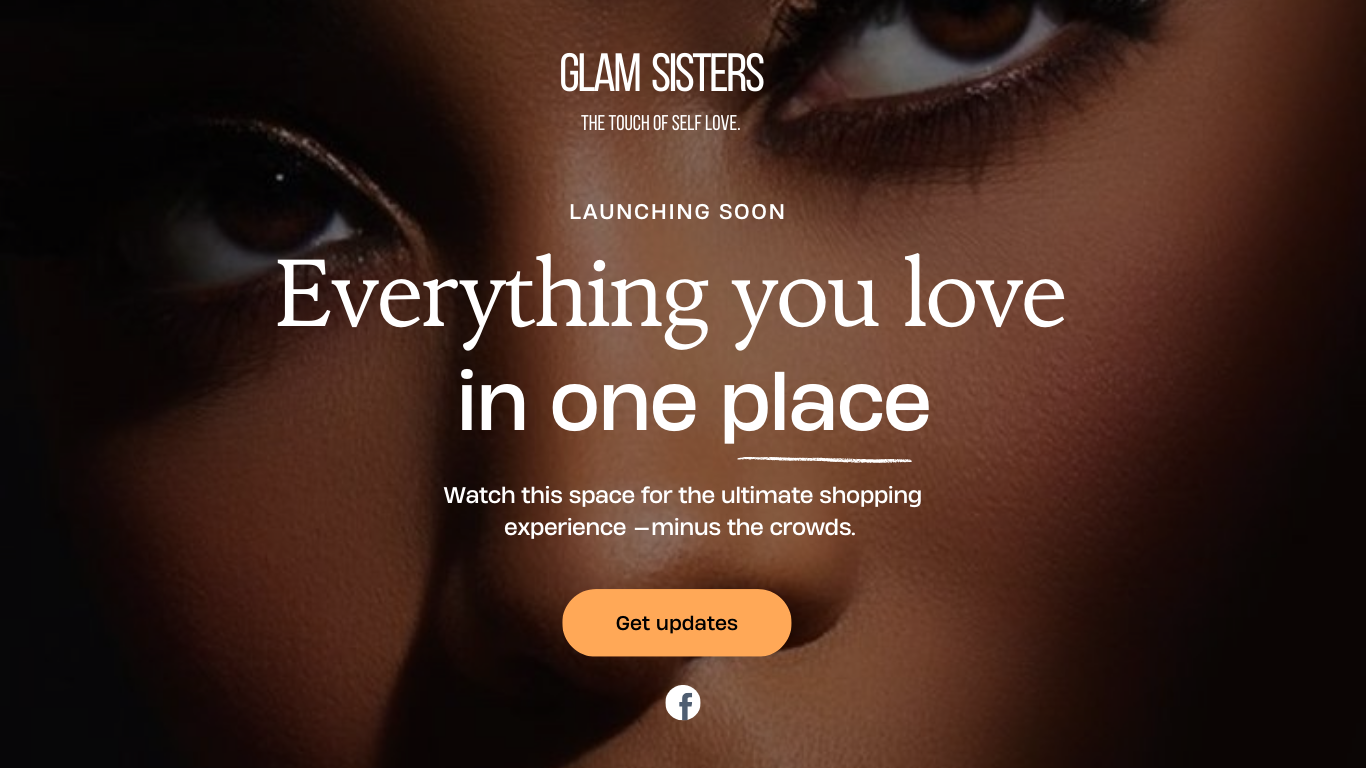 GLAM SISTERS
THE TOUCH OF SELF LOVE.
LAUNCHING SOON
Everything you love
in one place
Watch this space for the ultimate shopping
experience —minus the crowds.
Get updates
f